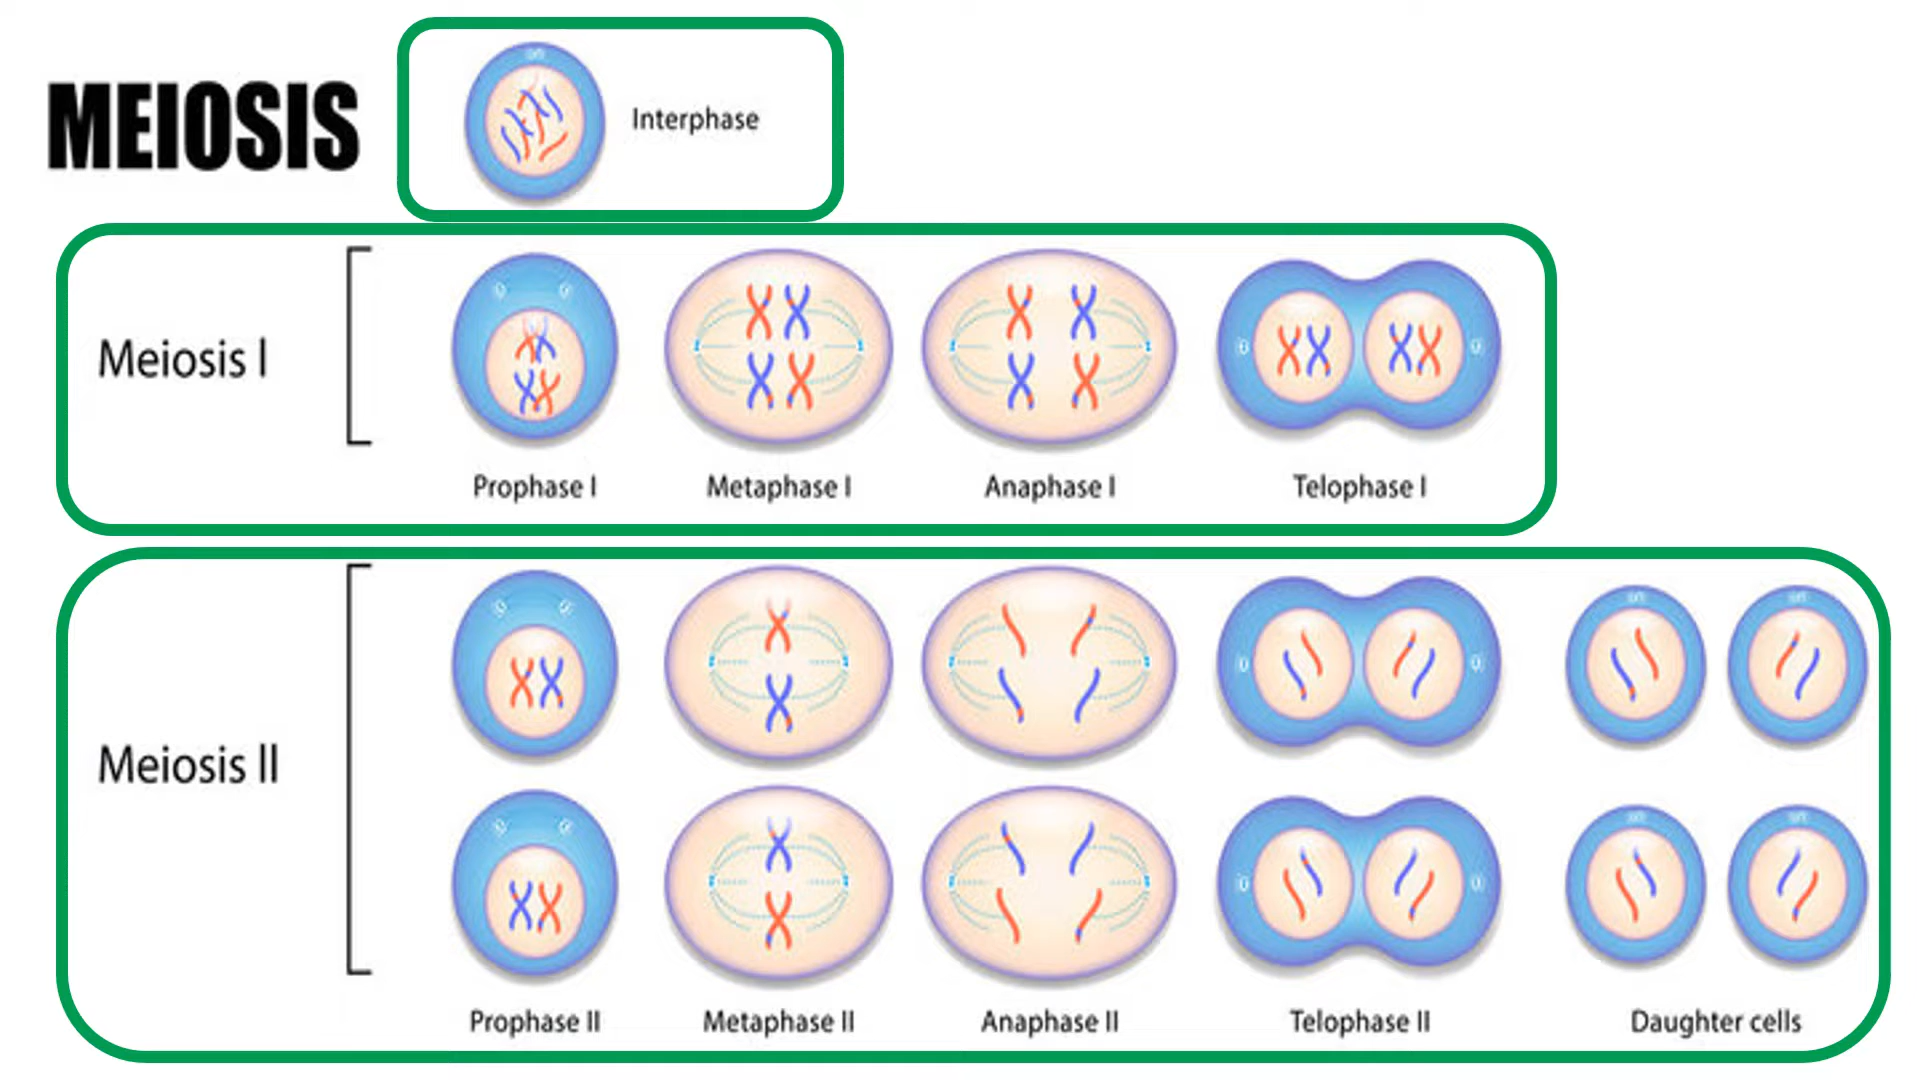 MEIOSIS
Interphase
Meiosis I
Prophase I
Metaphase I
Anaphase I
Telophase I
Meiosis II
Prophase II
Metaphase II
Anaphase II
Telophase II
Daughter cells